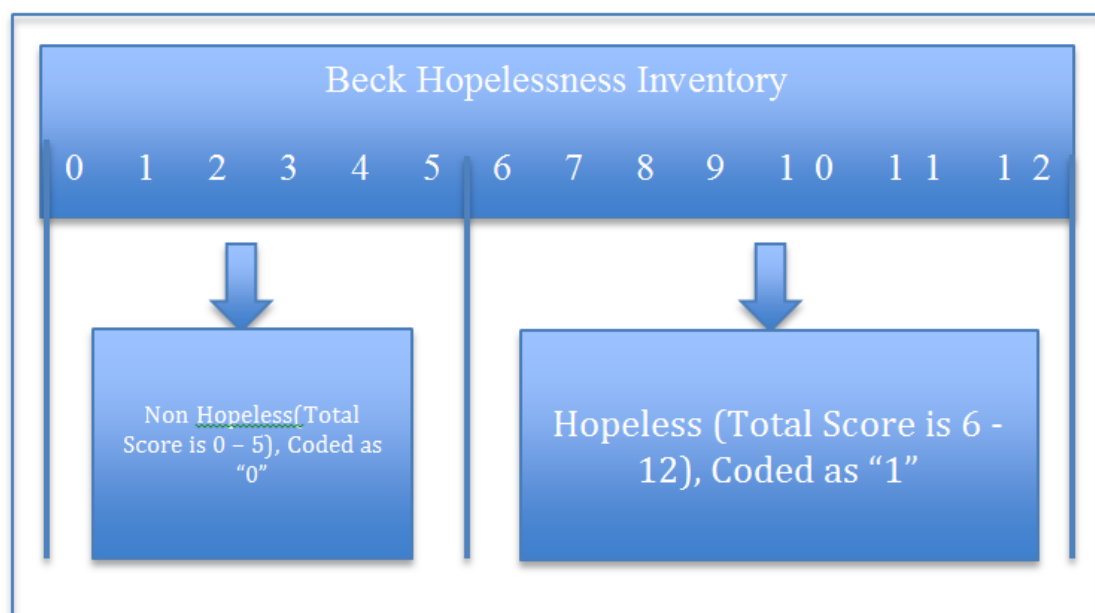 Beck Hopelessness Inventory
0 1 2 3 4 5 6 7 8 9 10 11 12
Non Hopeless(Total
Score is 0 – 5), Coded as
“0”
Hopeless (Total Score is 6 -
12), Coded as “1”